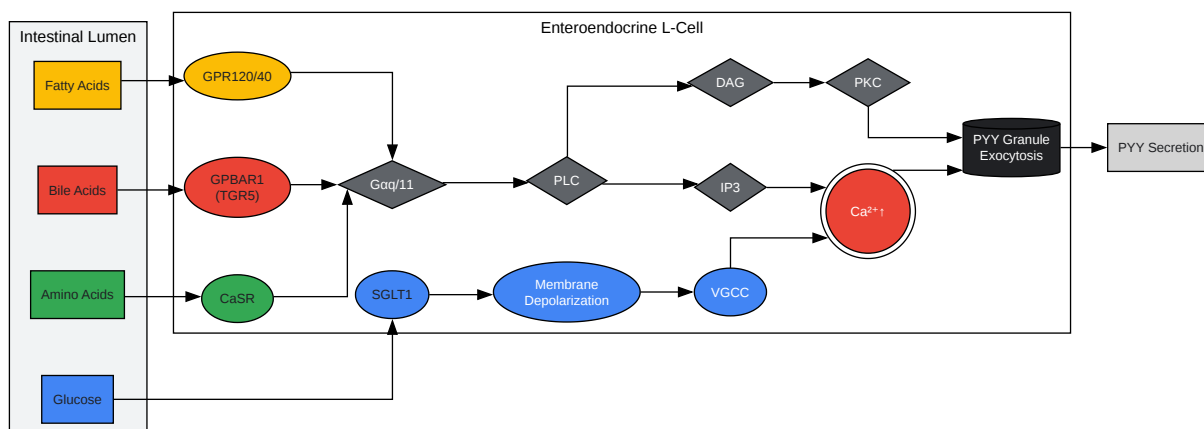 Intestinal Lumen
Enteroendocrine L-Cell
Fatty Acids
GPR120/40
DAG
PKC
PYY Granule
Exocytosis
PYY Secretion
Bile Acids
GPBAR1
(TGR5)
Gαq/11
PLC
IP3
Ca²⁺↑
Amino Acids
CaSR
SGLT1
Membrane
Depolarization
VGCC
Glucose